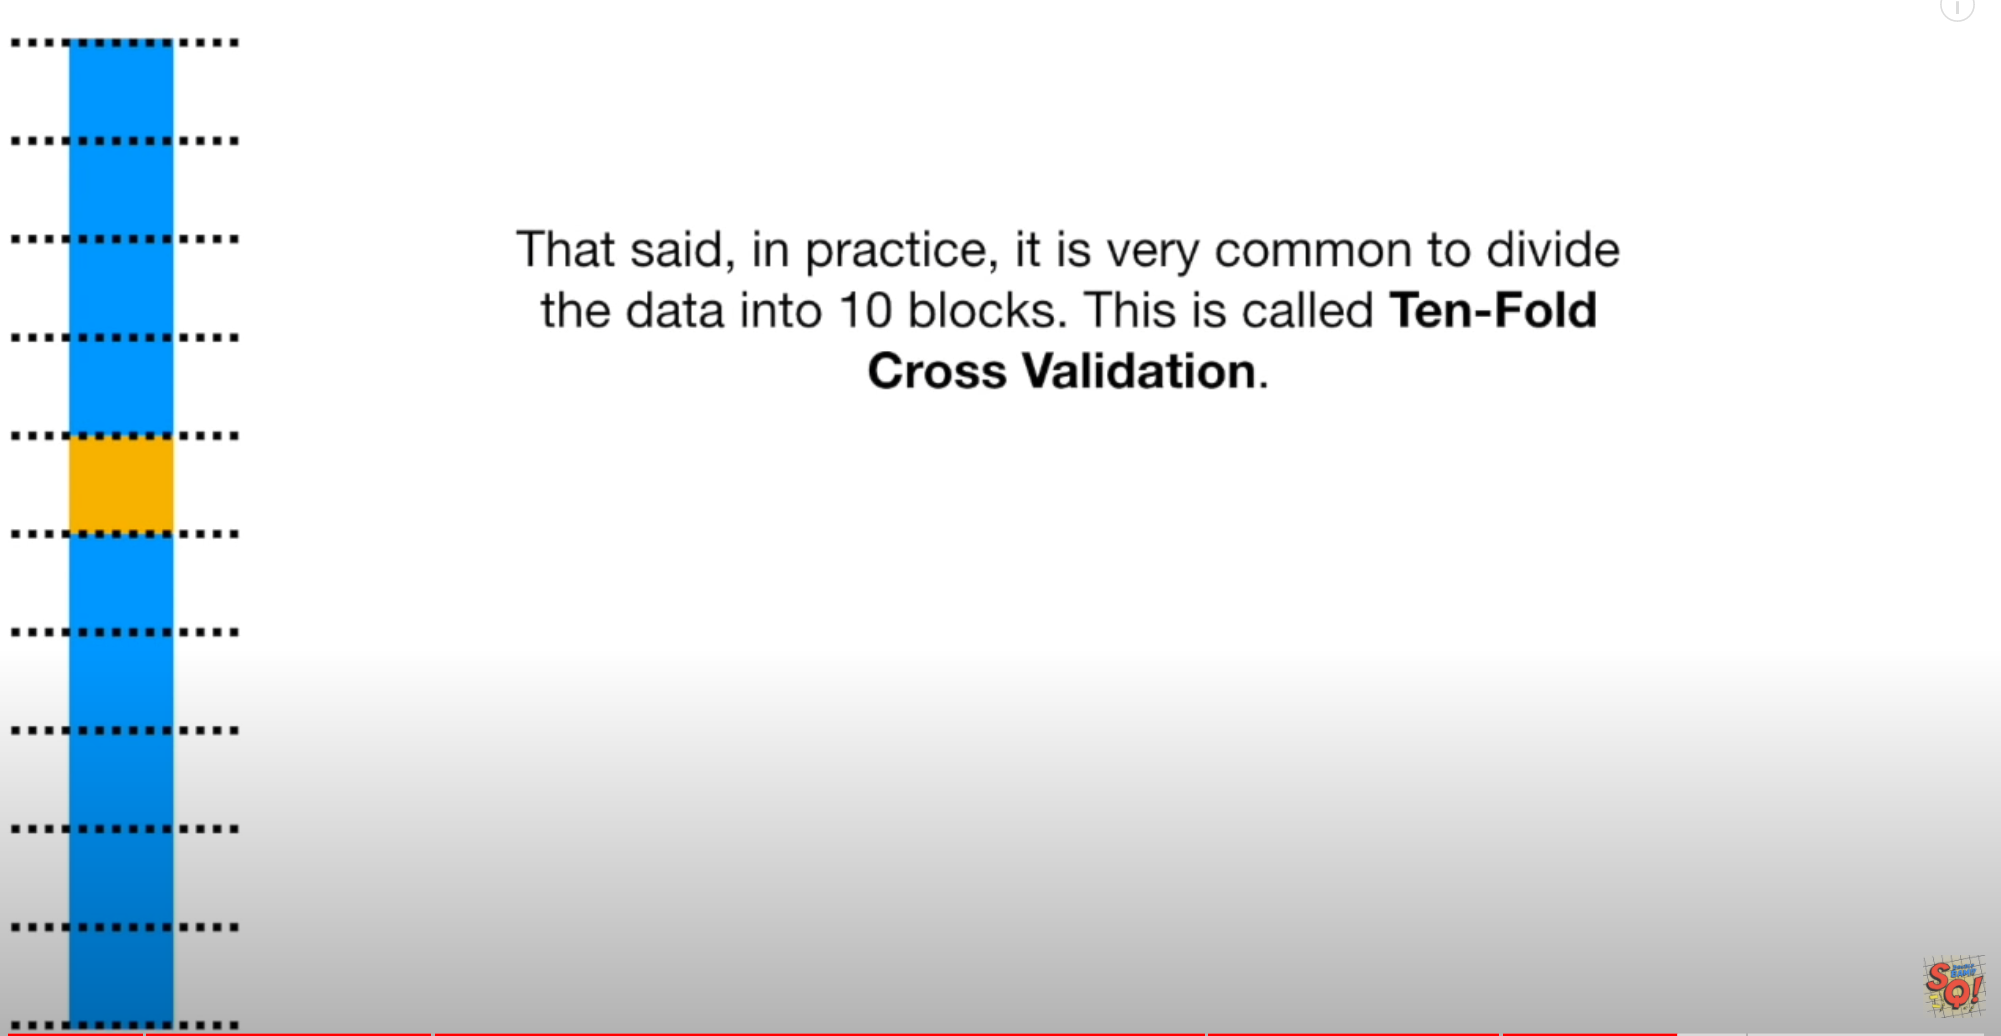 That said, in practice, it is very common to divide
the data into 10 blocks. This is called Ten-Fold
Cross Validation.
SQ!